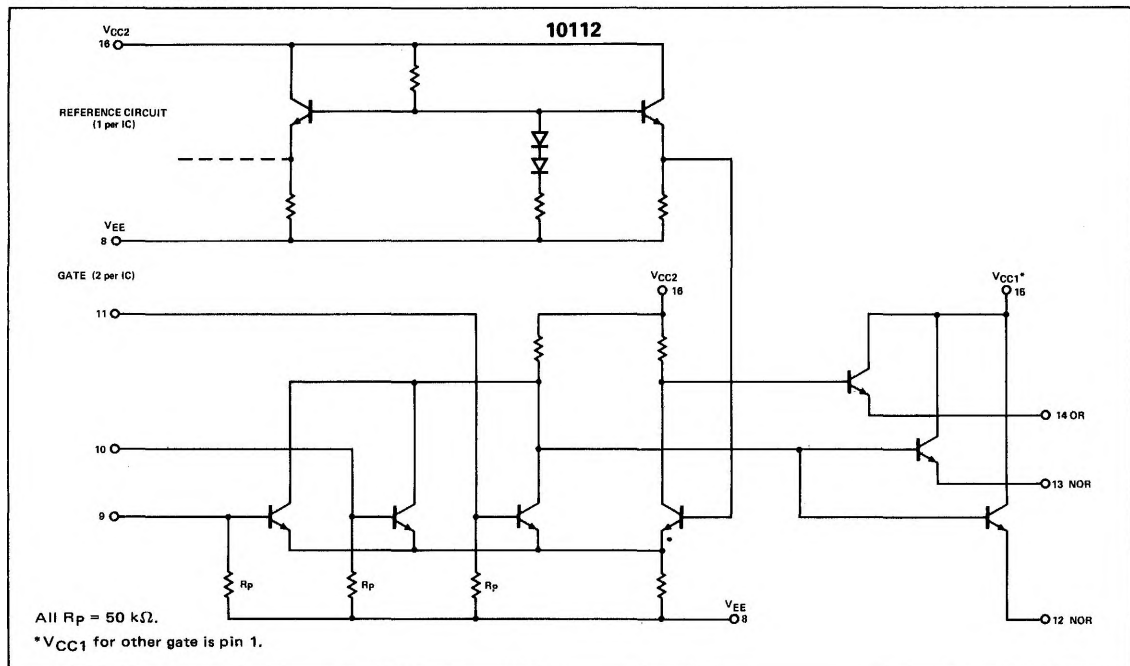 10112
VCC2
16
REFERENCE CIRCUIT
(1 per IC)
VEE
8
GATE (2 per IC)
VCC2
16
VCC1*
15
11
14 OR
10
13 NOR
9
RP
RP
RP
VEE
8
12 NOR
All RP = 50 kΩ.
*VCC1 for other gate is pin 1.